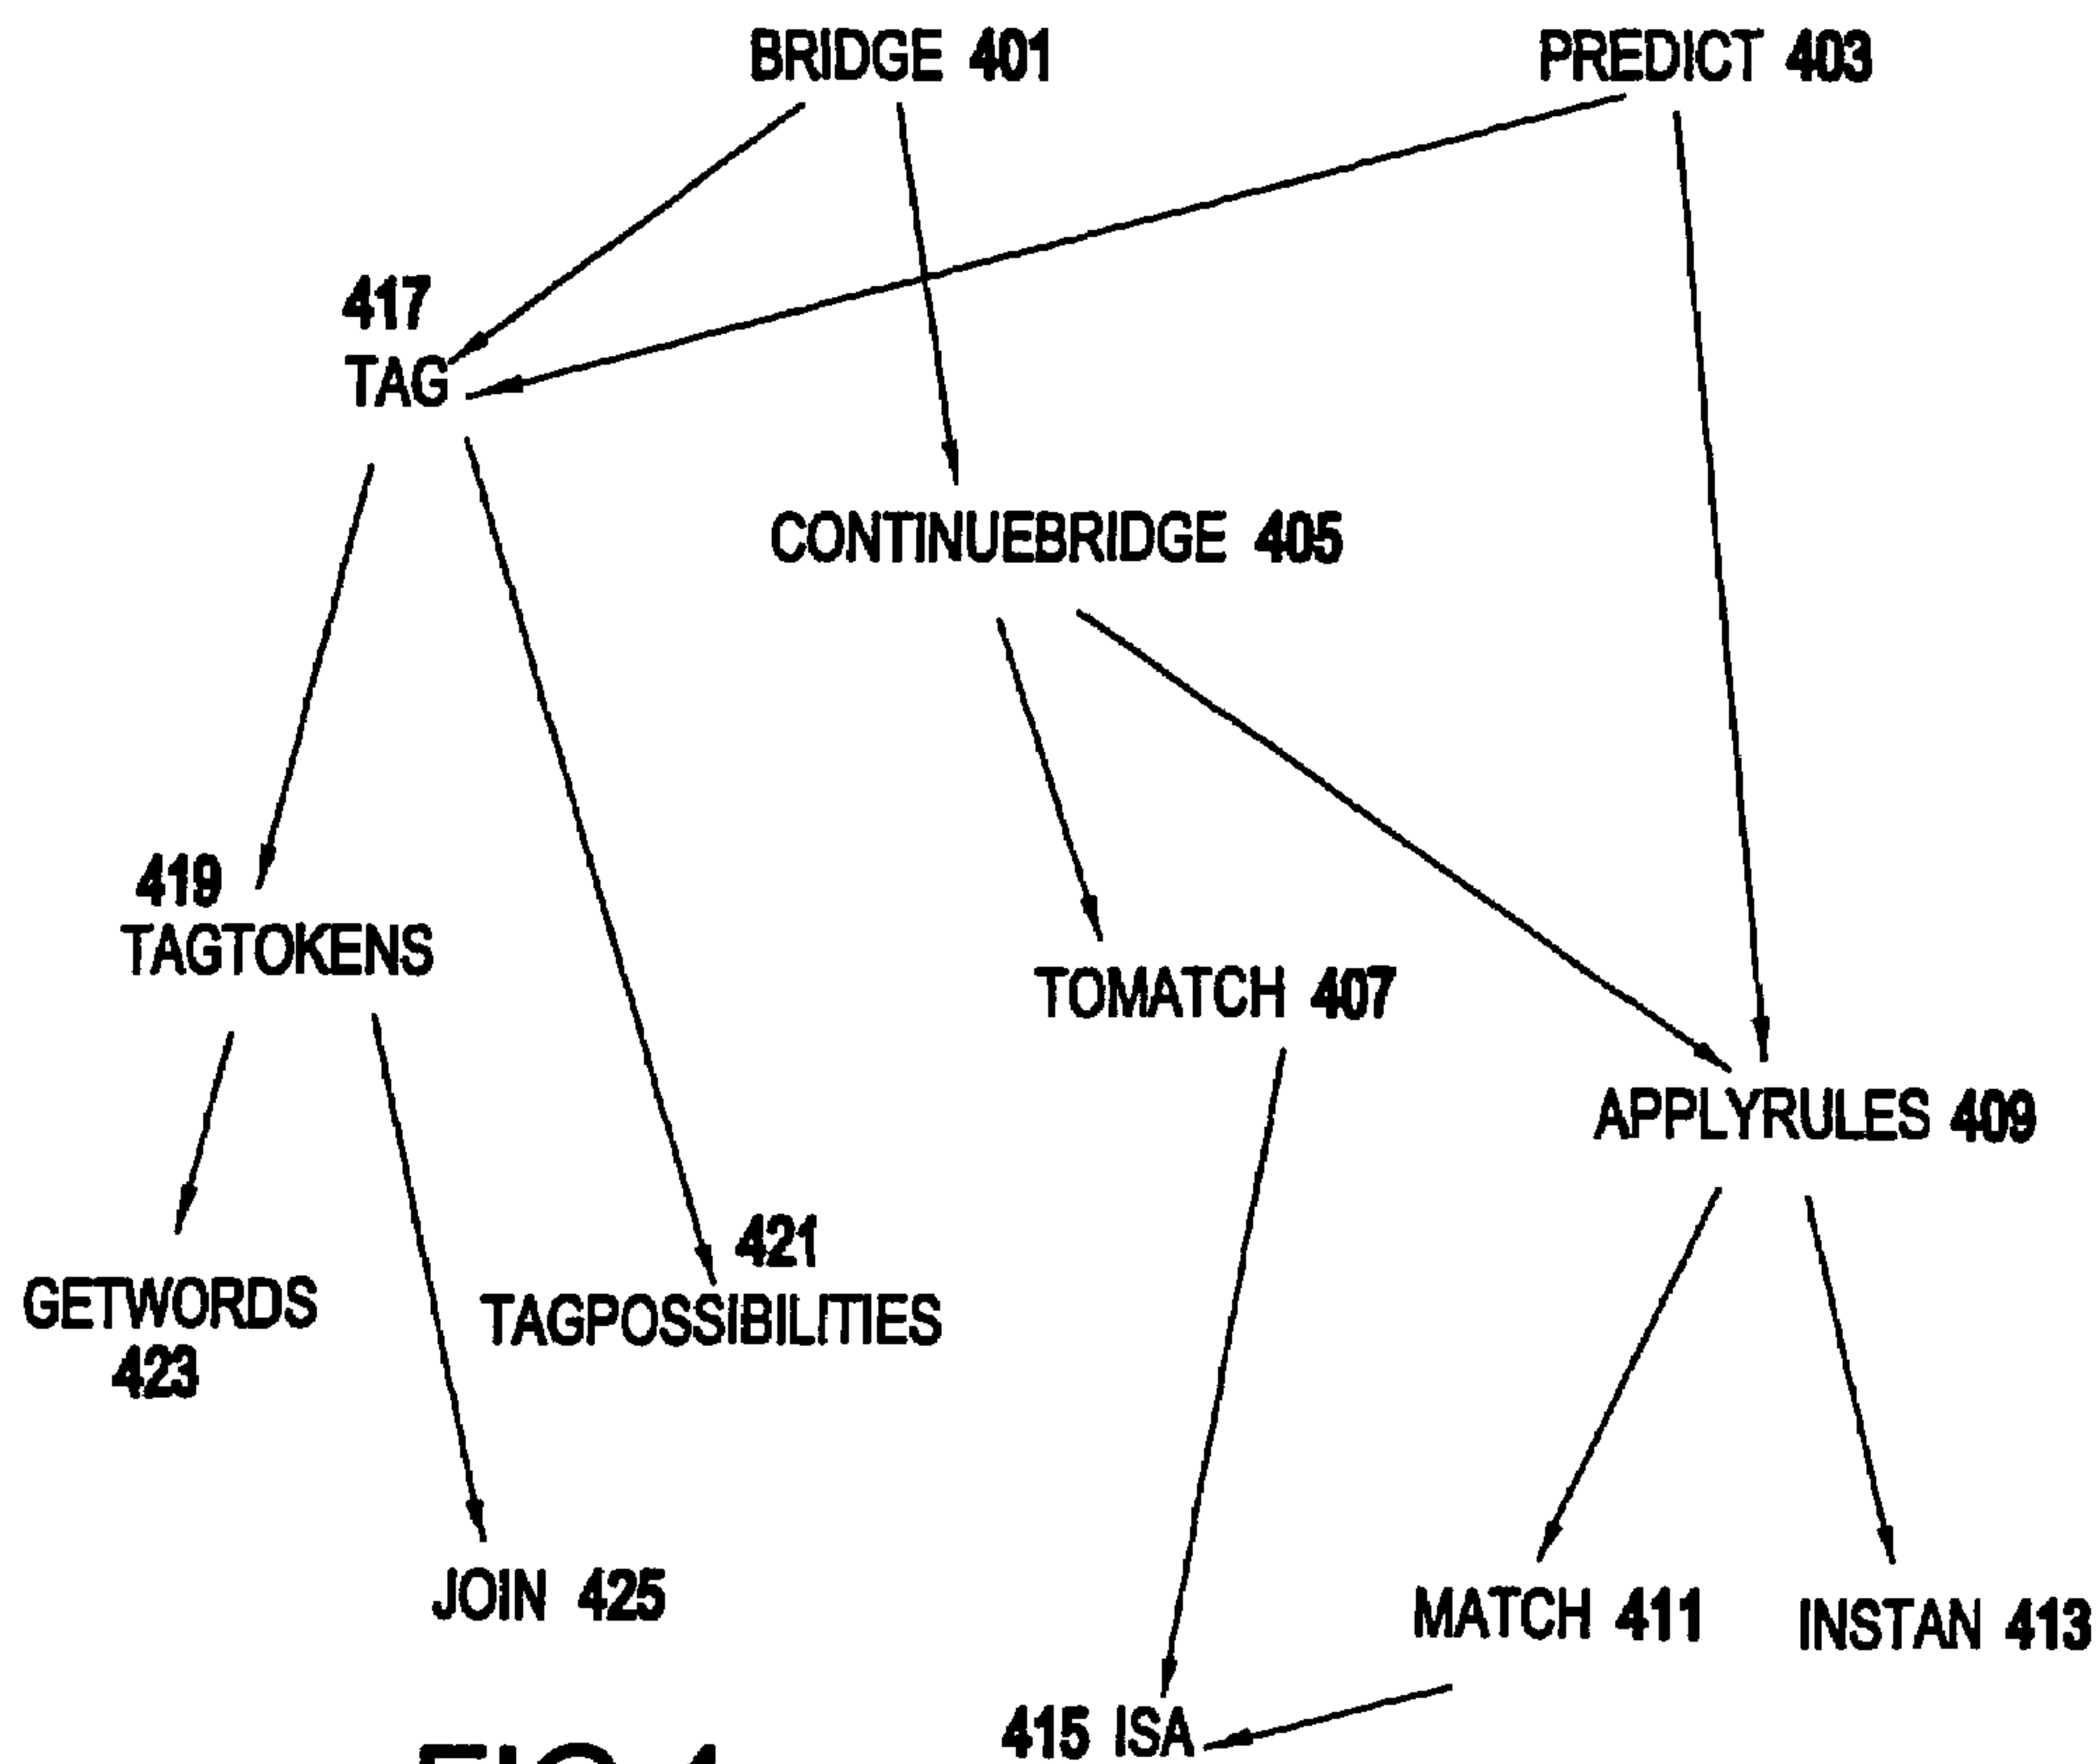 BRIDGE 401
PREDICT 403
417
TAG
CONTINUEBRIDGE 405
419
TAGTOKENS
TOMATCH 407
APPLYRULES 409
421
TAGPOSSIBILITIES
GETWORDS
423
JOIN 425
MATCH 411
INSTAN 413
415 ISA